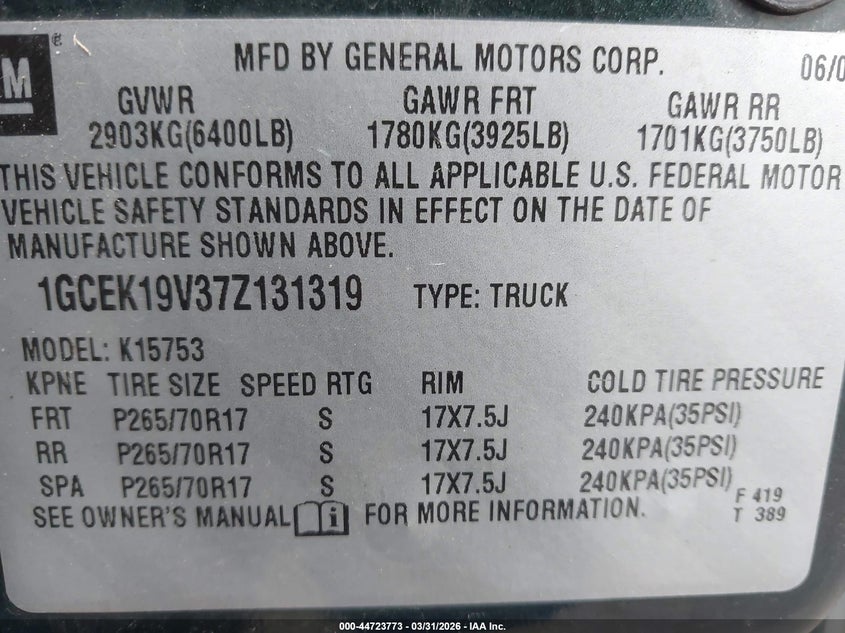 M ®
MFD BY GENERAL MOTORS CORP. 06/0
GVWR GAWR FRT GAWR RR
2903KG(6400LB) 1780KG(3925LB) 1701KG(3750LB)
THIS VEHICLE CONFORMS TO ALL APPLICABLE U.S. FEDERAL MOTOR
VEHICLE SAFETY STANDARDS IN EFFECT ON THE DATE OF
MANUFACTURE SHOWN ABOVE.
1GCEK19V37Z131319 TYPE: TRUCK
MODEL: K15753
KPNE TIRE SIZE SPEED RTG RIM COLD TIRE PRESSURE
FRT P265/70R17 S 17X7.5J 240KPA(35PSI)
RR P265/70R17 S 17X7.5J 240KPA(35PSI)
SPA P265/70R17 S 17X7.5J 240KPA(35PSI)
F 419
SEE OWNER'S MANUAL i FOR MORE INFORMATION. T 389
000-44723773 - 03/31/2026 - IAA Inc.